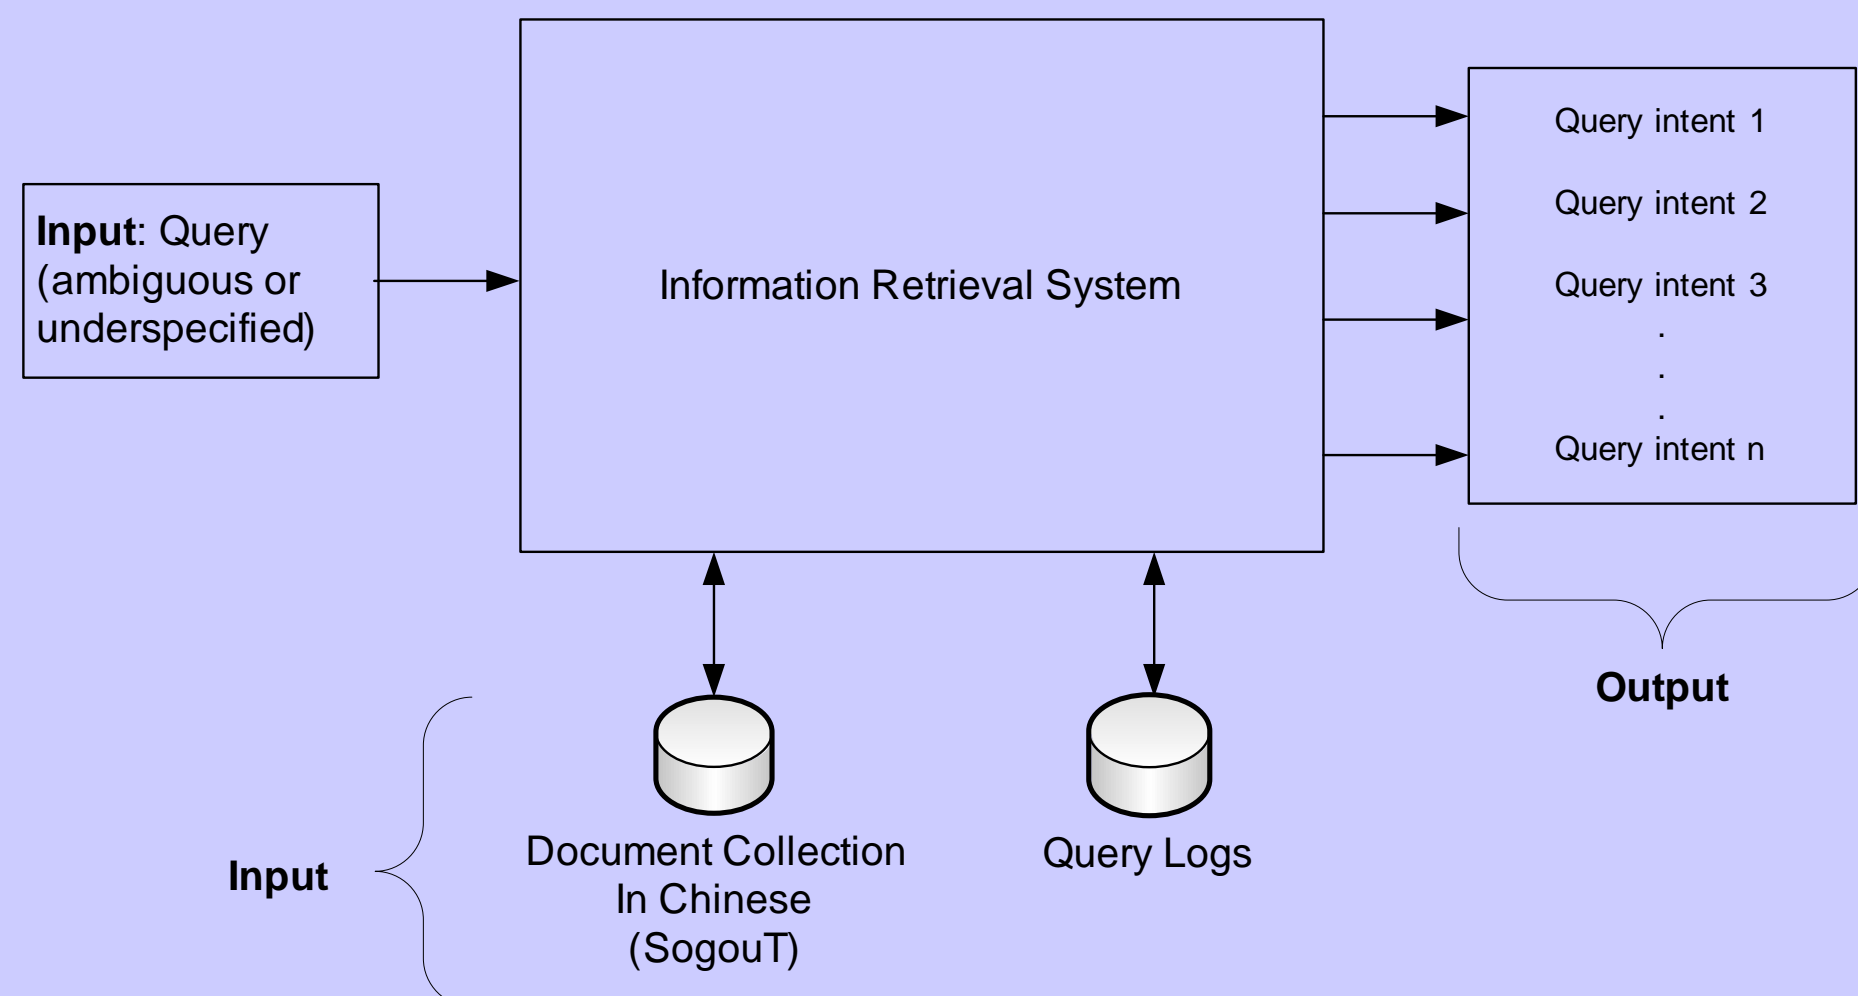 Input: Query
(ambiguous or
underspecified)
Information Retrieval System
Query intent 1
Query intent 2
Query intent 3
.
.
.
Query intent n
Output
Input
Document Collection
In Chinese
(SogouT)
Query Logs